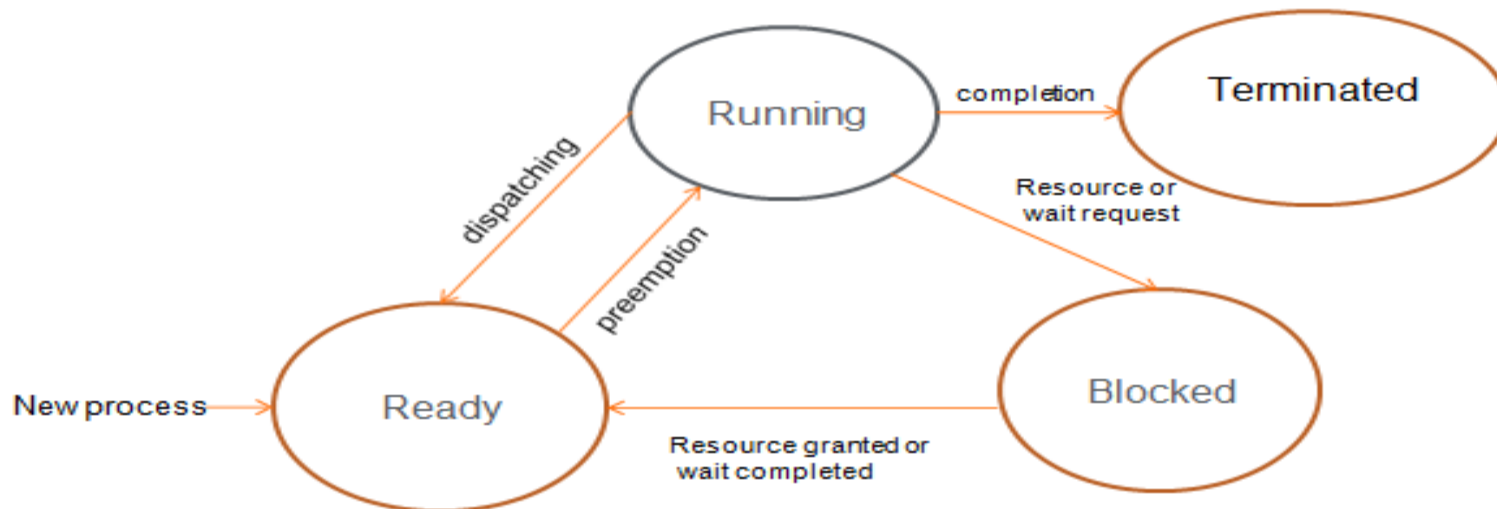 Running
completion
Terminated
dispatching
preemption
Resource or
wait request
New process
Ready
Blocked
Resource granted or
wait completed